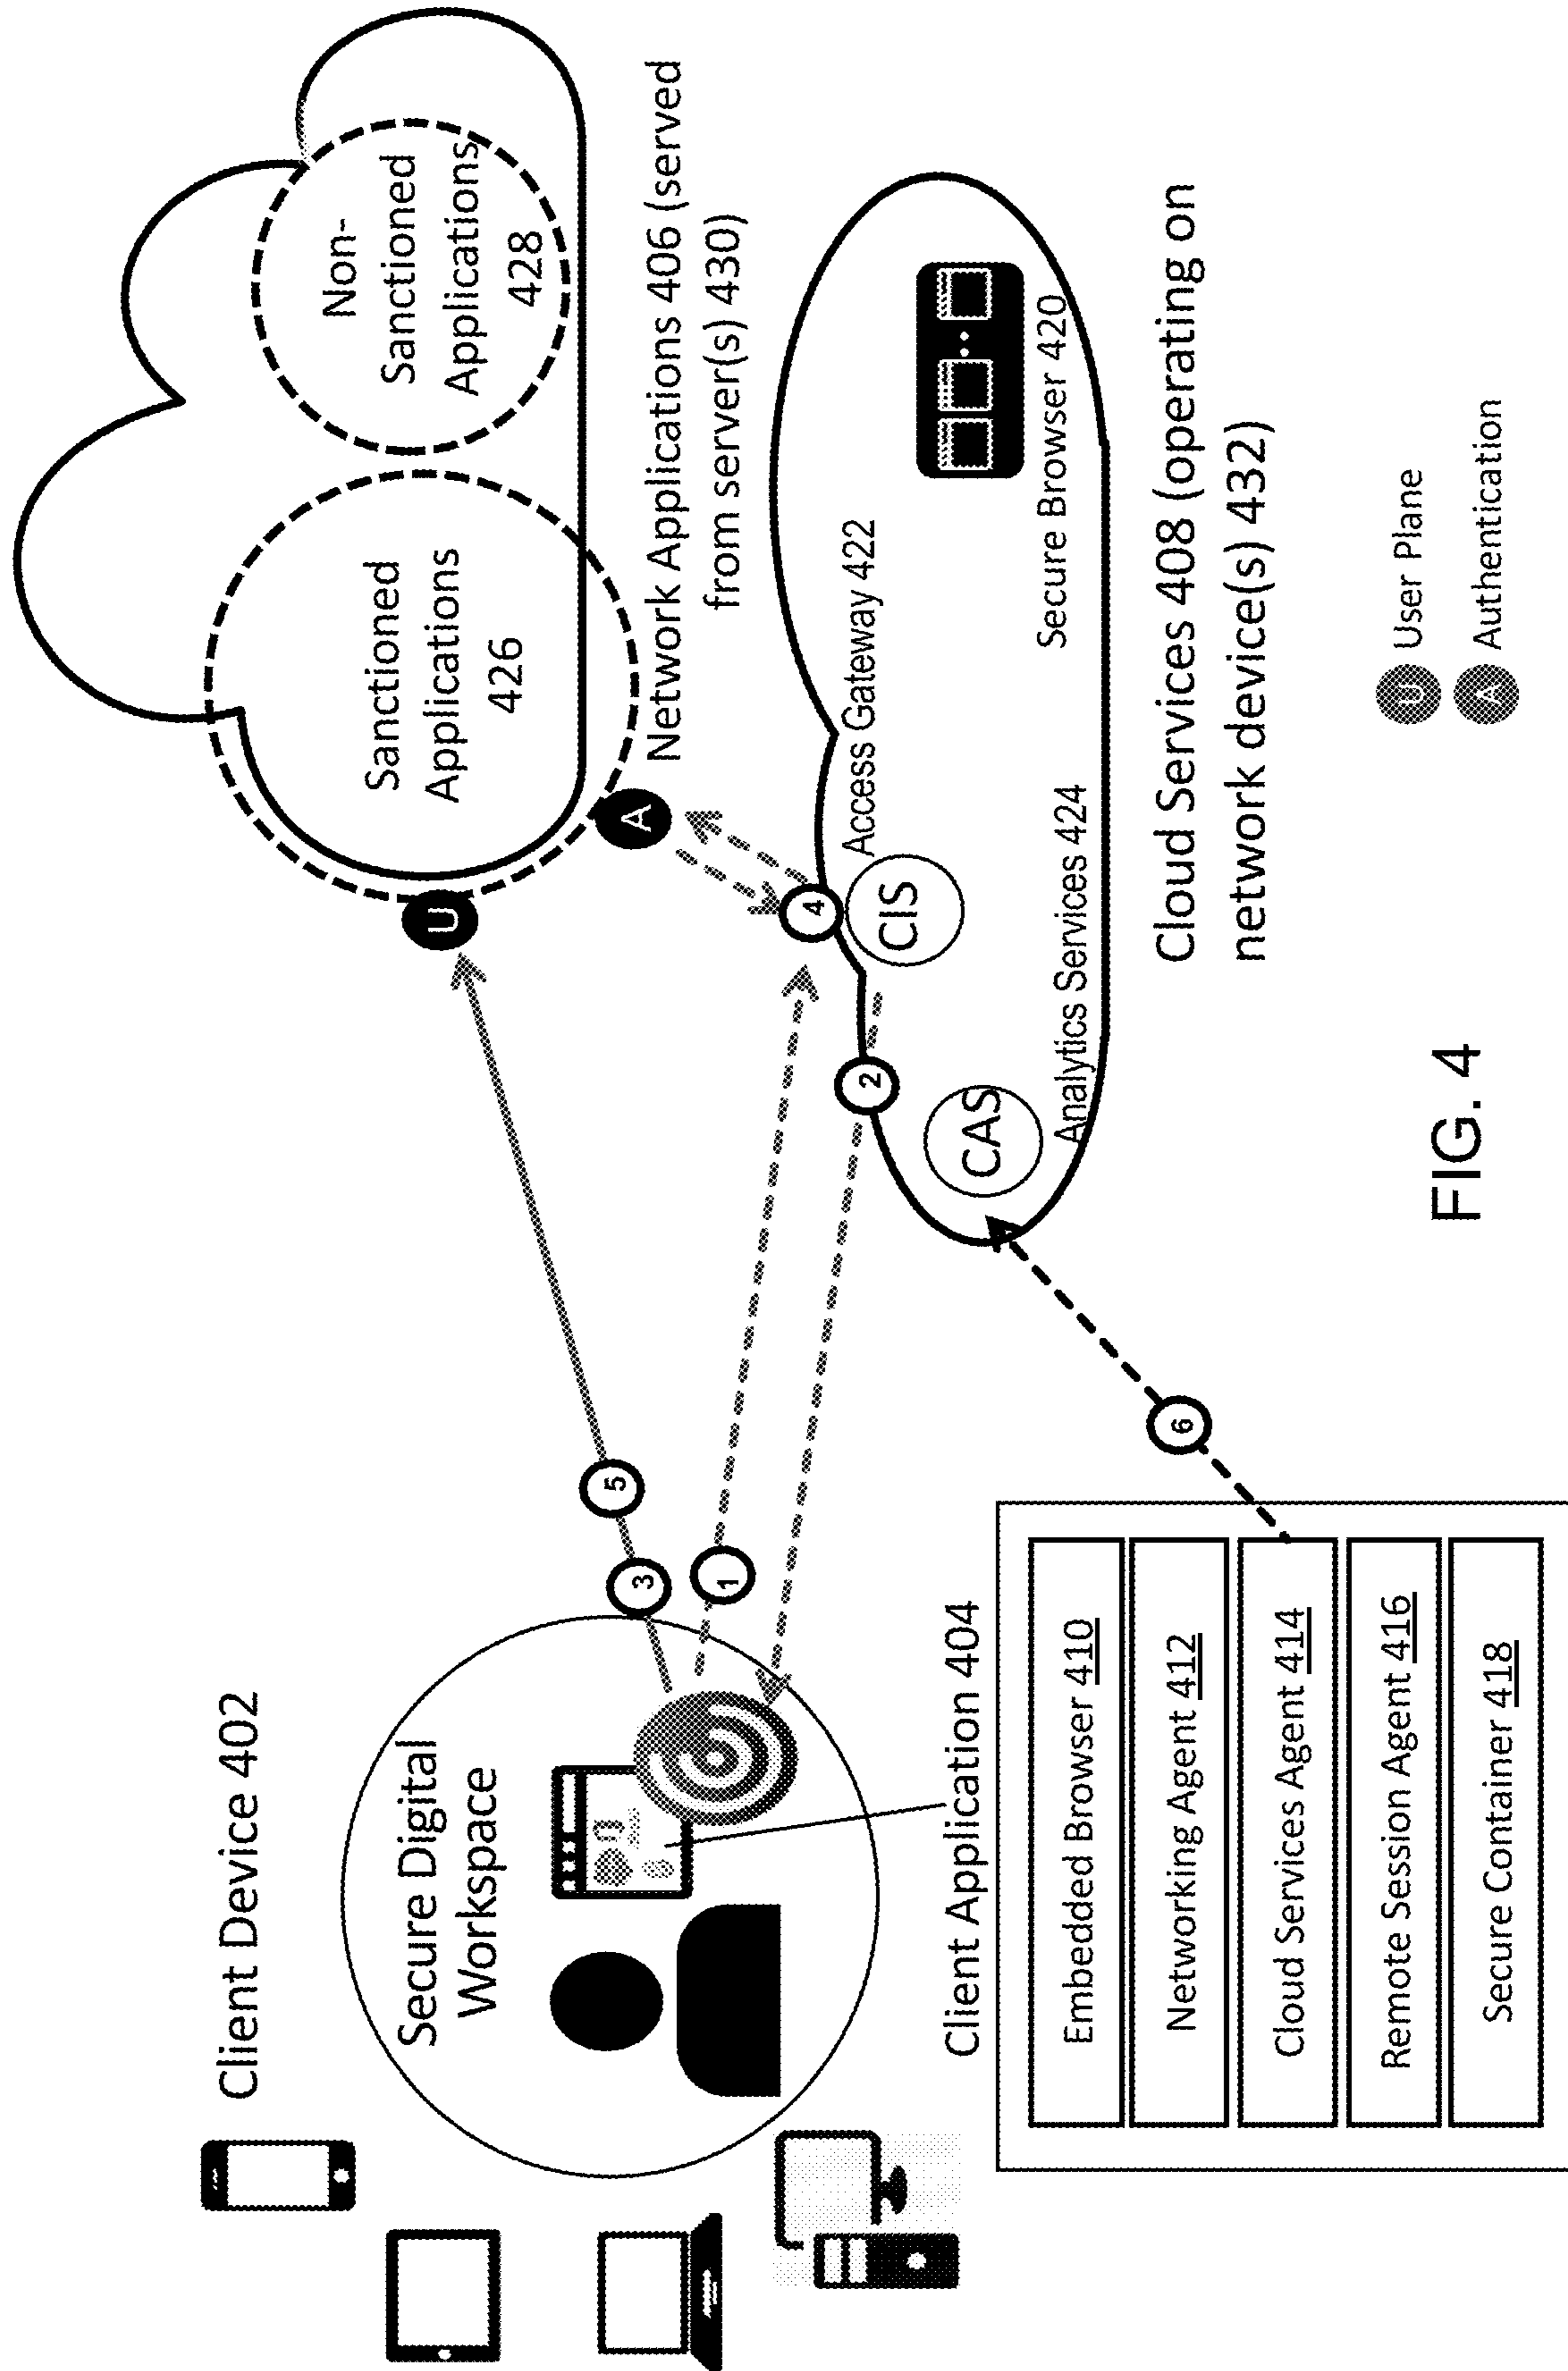 Client Device 402
Secure Digital
Workspace
3
5
1
U
Sanctioned
Applications
426
Non-
Sanctioned
Applications
428
A
Network Applications 406 (served
from server(s) 430)
4
2
CIS
Access Gateway 422
CAS
Analytics Services 424
Secure Browser 420
Cloud Services 408 (operating on
network device(s) 432)
Client Application 404
Embedded Browser 410
Networking Agent 412
Cloud Services Agent 414
Remote Session Agent 416
Secure Container 418
6
U User Plane
A Authentication
FIG. 4